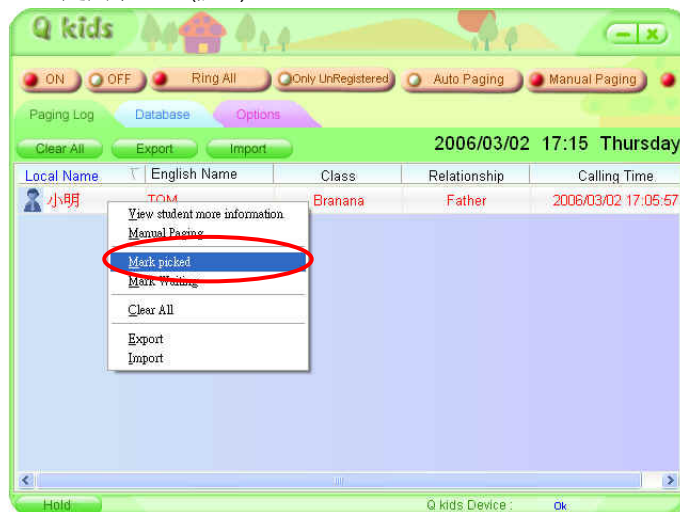 Q kids
ON OFF Ring All Only UnRegistered Auto Paging Manual Paging
Paging Log Database Options
Clear All Export Import 2006/03/02 17:15 Thursday
Local Name English Name Class Relationship Calling Time
小明 TOM Branana Father 2006/03/02 17:05:57
View student more information
Manual Paging
Mark picked
Mark Waiting
Clear All
Export
Import
Hold Q kids Device : Ok